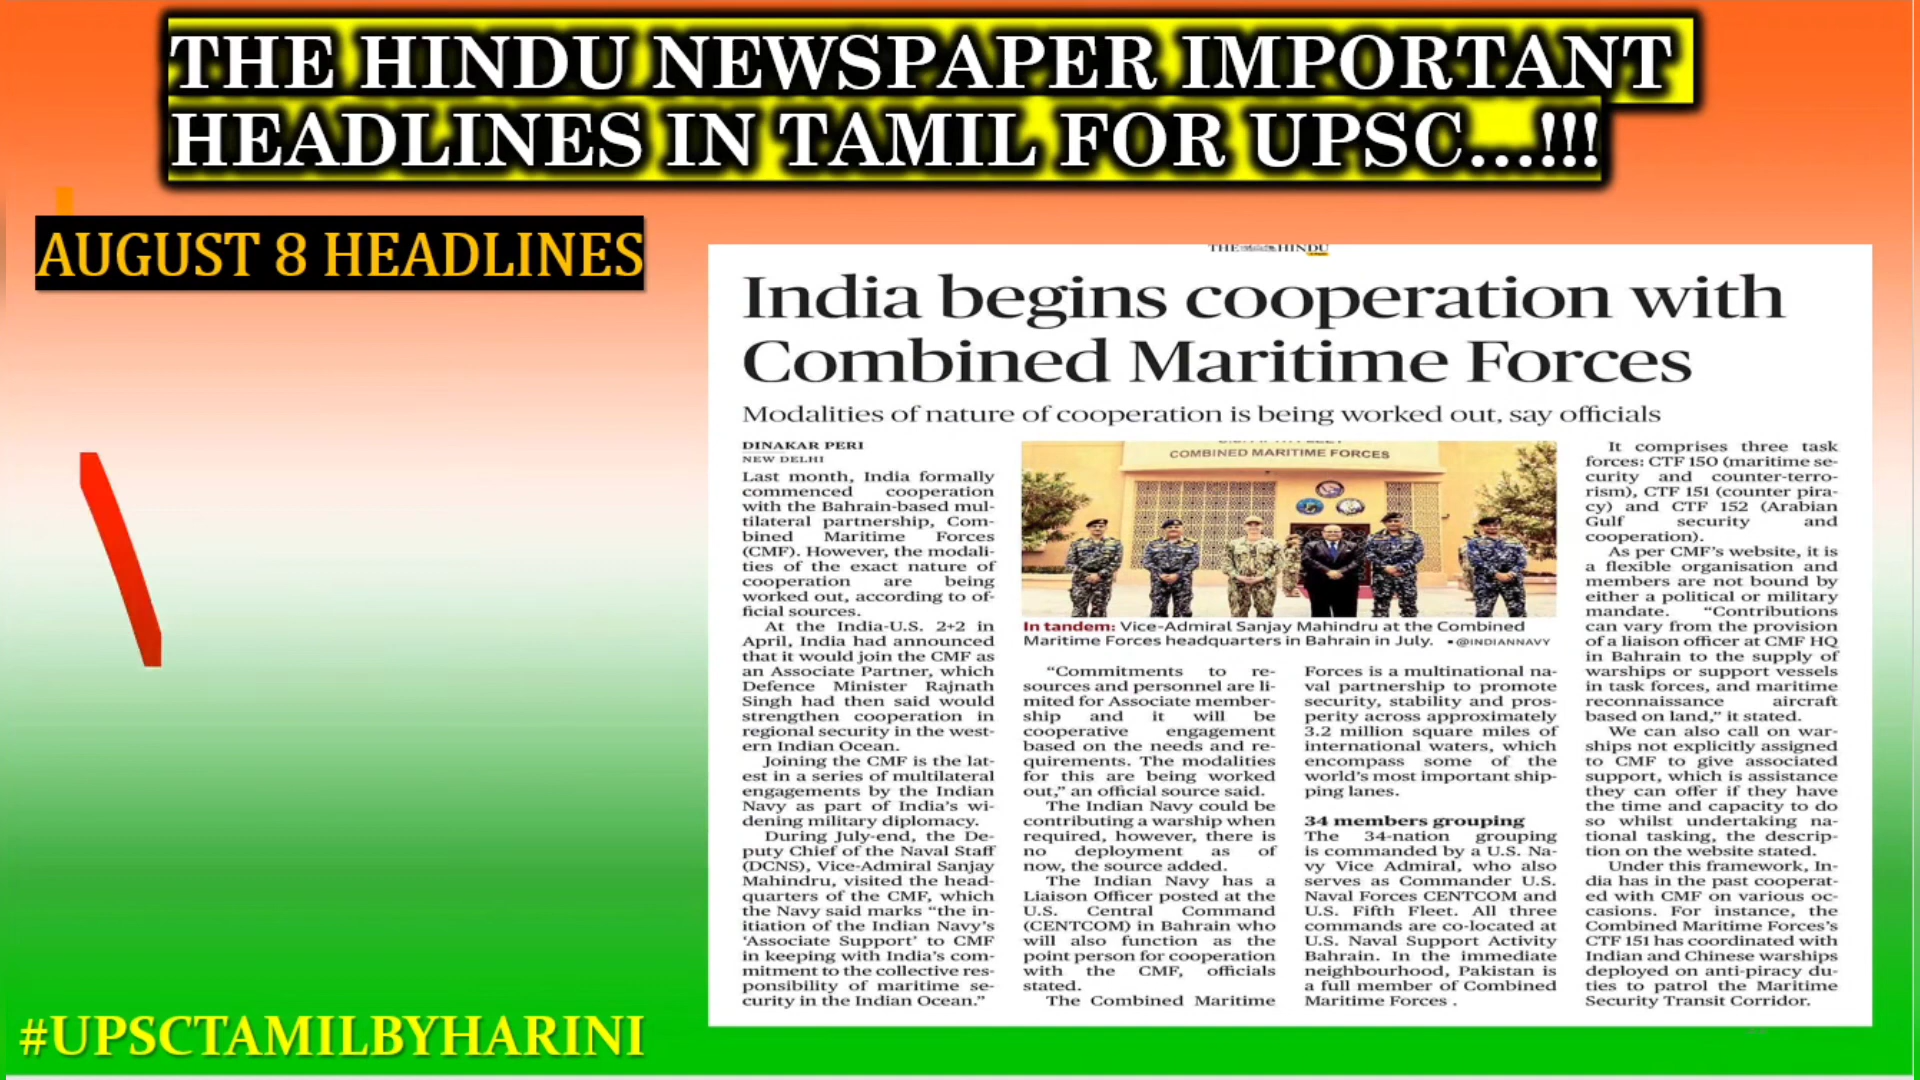 THE HINDU NEWSPAPER IMPORTANT
HEADLINES IN TAMIL FOR UPSC...!!!
AUGUST 8 HEADLINES
THE HINDU
India begins cooperation with
Combined Maritime Forces
Modalities of nature of cooperation is being worked out, say officials
DINAKAR PERI
NEW DELHI
Last month, India formally
commenced cooperation
with the Bahrain-based mul-
tilateral partnership, Com-
bined Maritime Forces
(CMF). However, the modali-
ties of the exact nature of
cooperation are being
worked out, according to of-
ficial sources.
At the India-U.S. 2+2 in
April, India had announced
that it would join the CMF as
an Associate Partner, which
Defence Minister Rajnath
Singh had then said would
strengthen cooperation in
regional security in the west-
ern Indian Ocean.
Joining the CMF is the lat-
est in a series of multilateral
engagements by the Indian
Navy as part of India's wi-
dening military diplomacy.
During July-end, the De-
puty Chief of the Naval Staff
(DCNS), Vice-Admiral Sanjay
Mahindru, visited the head-
quarters of the CMF, which
the Navy said marks "the in-
itiation of the Indian Navy's
'Associate Support' to CMF
in keeping with India's com-
mitment to the collective res-
ponsibility of maritime se-
curity in the Indian Ocean."
COMBINED MARITIME FORCES
In tandem: Vice-Admiral Sanjay Mahindru at the Combined
Maritime Forces headquarters in Bahrain in July. •@INDIANNAVY
"Commitments to re-
sources and personnel are li-
mited for Associate member-
ship and it will be
cooperative engagement
based on the needs and re-
quirements. The modalities
for this are being worked
out," an official source said.
The Indian Navy could be
contributing a warship when
required, however, there is
no deployment as of
now, the source added.
The Indian Navy has a
Liaison Officer posted at the
U.S. Central Command
(CENTCOM) in Bahrain who
will also function as the
point person for cooperation
with the CMF, officials
stated.
The Combined Maritime
Forces is a multinational na-
val partnership to promote
security, stability and pros-
perity across approximately
3.2 million square miles of
international waters, which
encompass some of the
world's most important ship-
ping lanes.
34 members grouping
The 34-nation grouping
is commanded by a U.S. Na-
vy Vice Admiral, who also
serves as Commander U.S.
Naval Forces CENTCOM and
U.S. Fifth Fleet. All three
commands are co-located at
U.S. Naval Support Activity
Bahrain. In the immediate
neighbourhood, Pakistan is
a full member of Combined
Maritime Forces .
It comprises three task
forces: CTF 150 (maritime se-
curity and counter-terro-
rism), CTF 151 (counter pira-
cy) and CTF 152 (Arabian
Gulf security and
cooperation).
As per CMF's website, it is
a flexible organisation and
members are not bound by
either a political or military
mandate. "Contributions
can vary from the provision
of a liaison officer at CMF HQ
in Bahrain to the supply of
warships or support vessels
in task forces, and maritime
reconnaissance aircraft
based on land," it stated.
We can also call on war-
ships not explicitly assigned
to CMF to give associated
support, which is assistance
they can offer if they have
the time and capacity to do
so whilst undertaking na-
tional tasking, the descrip-
tion on the website stated.
Under this framework, In-
dia has in the past cooperat-
ed with CMF on various oc-
casions. For instance, the
Combined Maritime Forces's
CTF 151 has coordinated with
Indian and Chinese warships
deployed on anti-piracy du-
ties to patrol the Maritime
Security Transit Corridor.
#UPSCTAMILBYHARINI